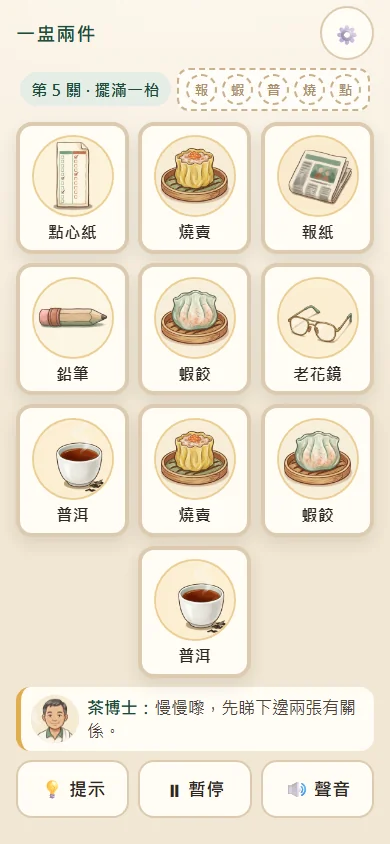 一盅兩件
第 5 關 · 擺滿一枱
報 蝦 普 燒 點
點心紙 燒賣 報紙
鉛筆 蝦餃 老花鏡
普洱 燒賣 蝦餃
普洱
茶博士：慢慢嚟，先睇下邊兩張有關
係。
提示 暫停 聲音